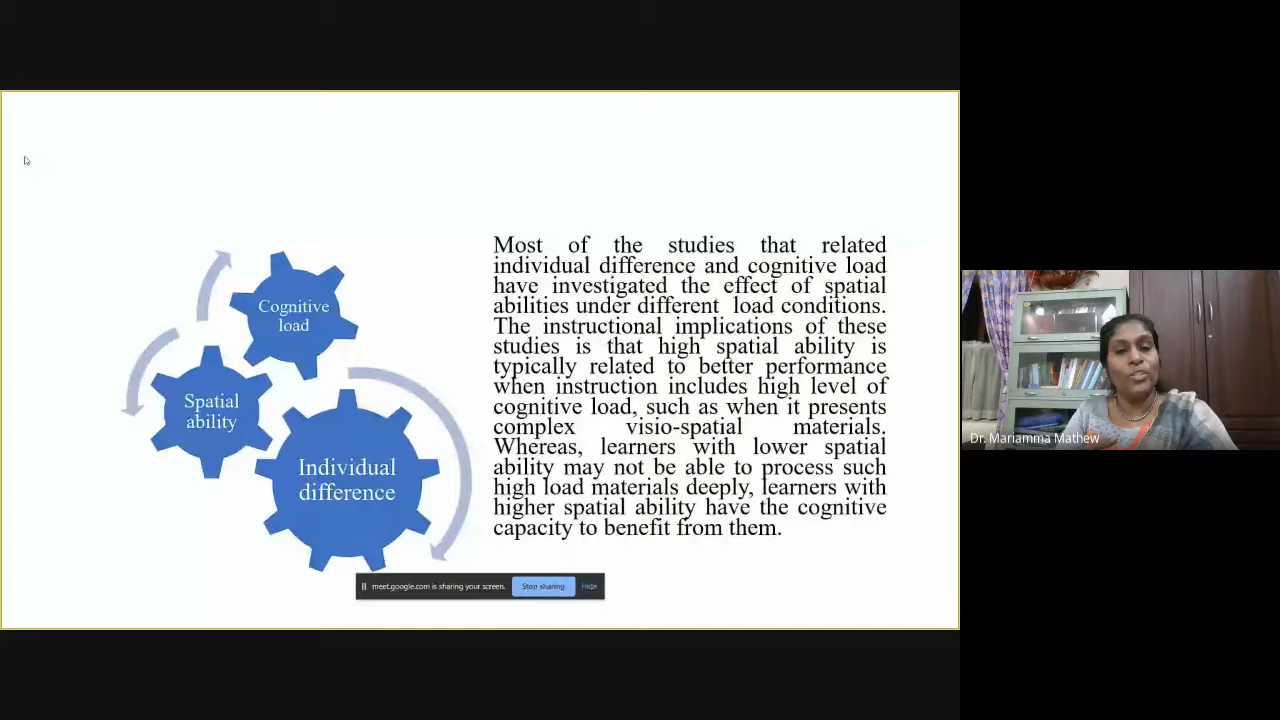 Cognitive
load
Spatial
ability
Individual
difference
Most of the studies that related
individual difference and cognitive load
have investigated the effect of spatial
abilities under different load conditions.
The instructional implications of these
studies is that high spatial ability is
typically related to better performance
when instruction includes high level of
cognitive load, such as when it presents
complex visio-spatial materials.
Whereas, learners with lower spatial
ability may not be able to process such
high load materials deeply, learners with
higher spatial ability have the cognitive
capacity to benefit from them.
meet.google.com is sharing your screen. Stop sharing Hide
Dr. Mariamma Mathew